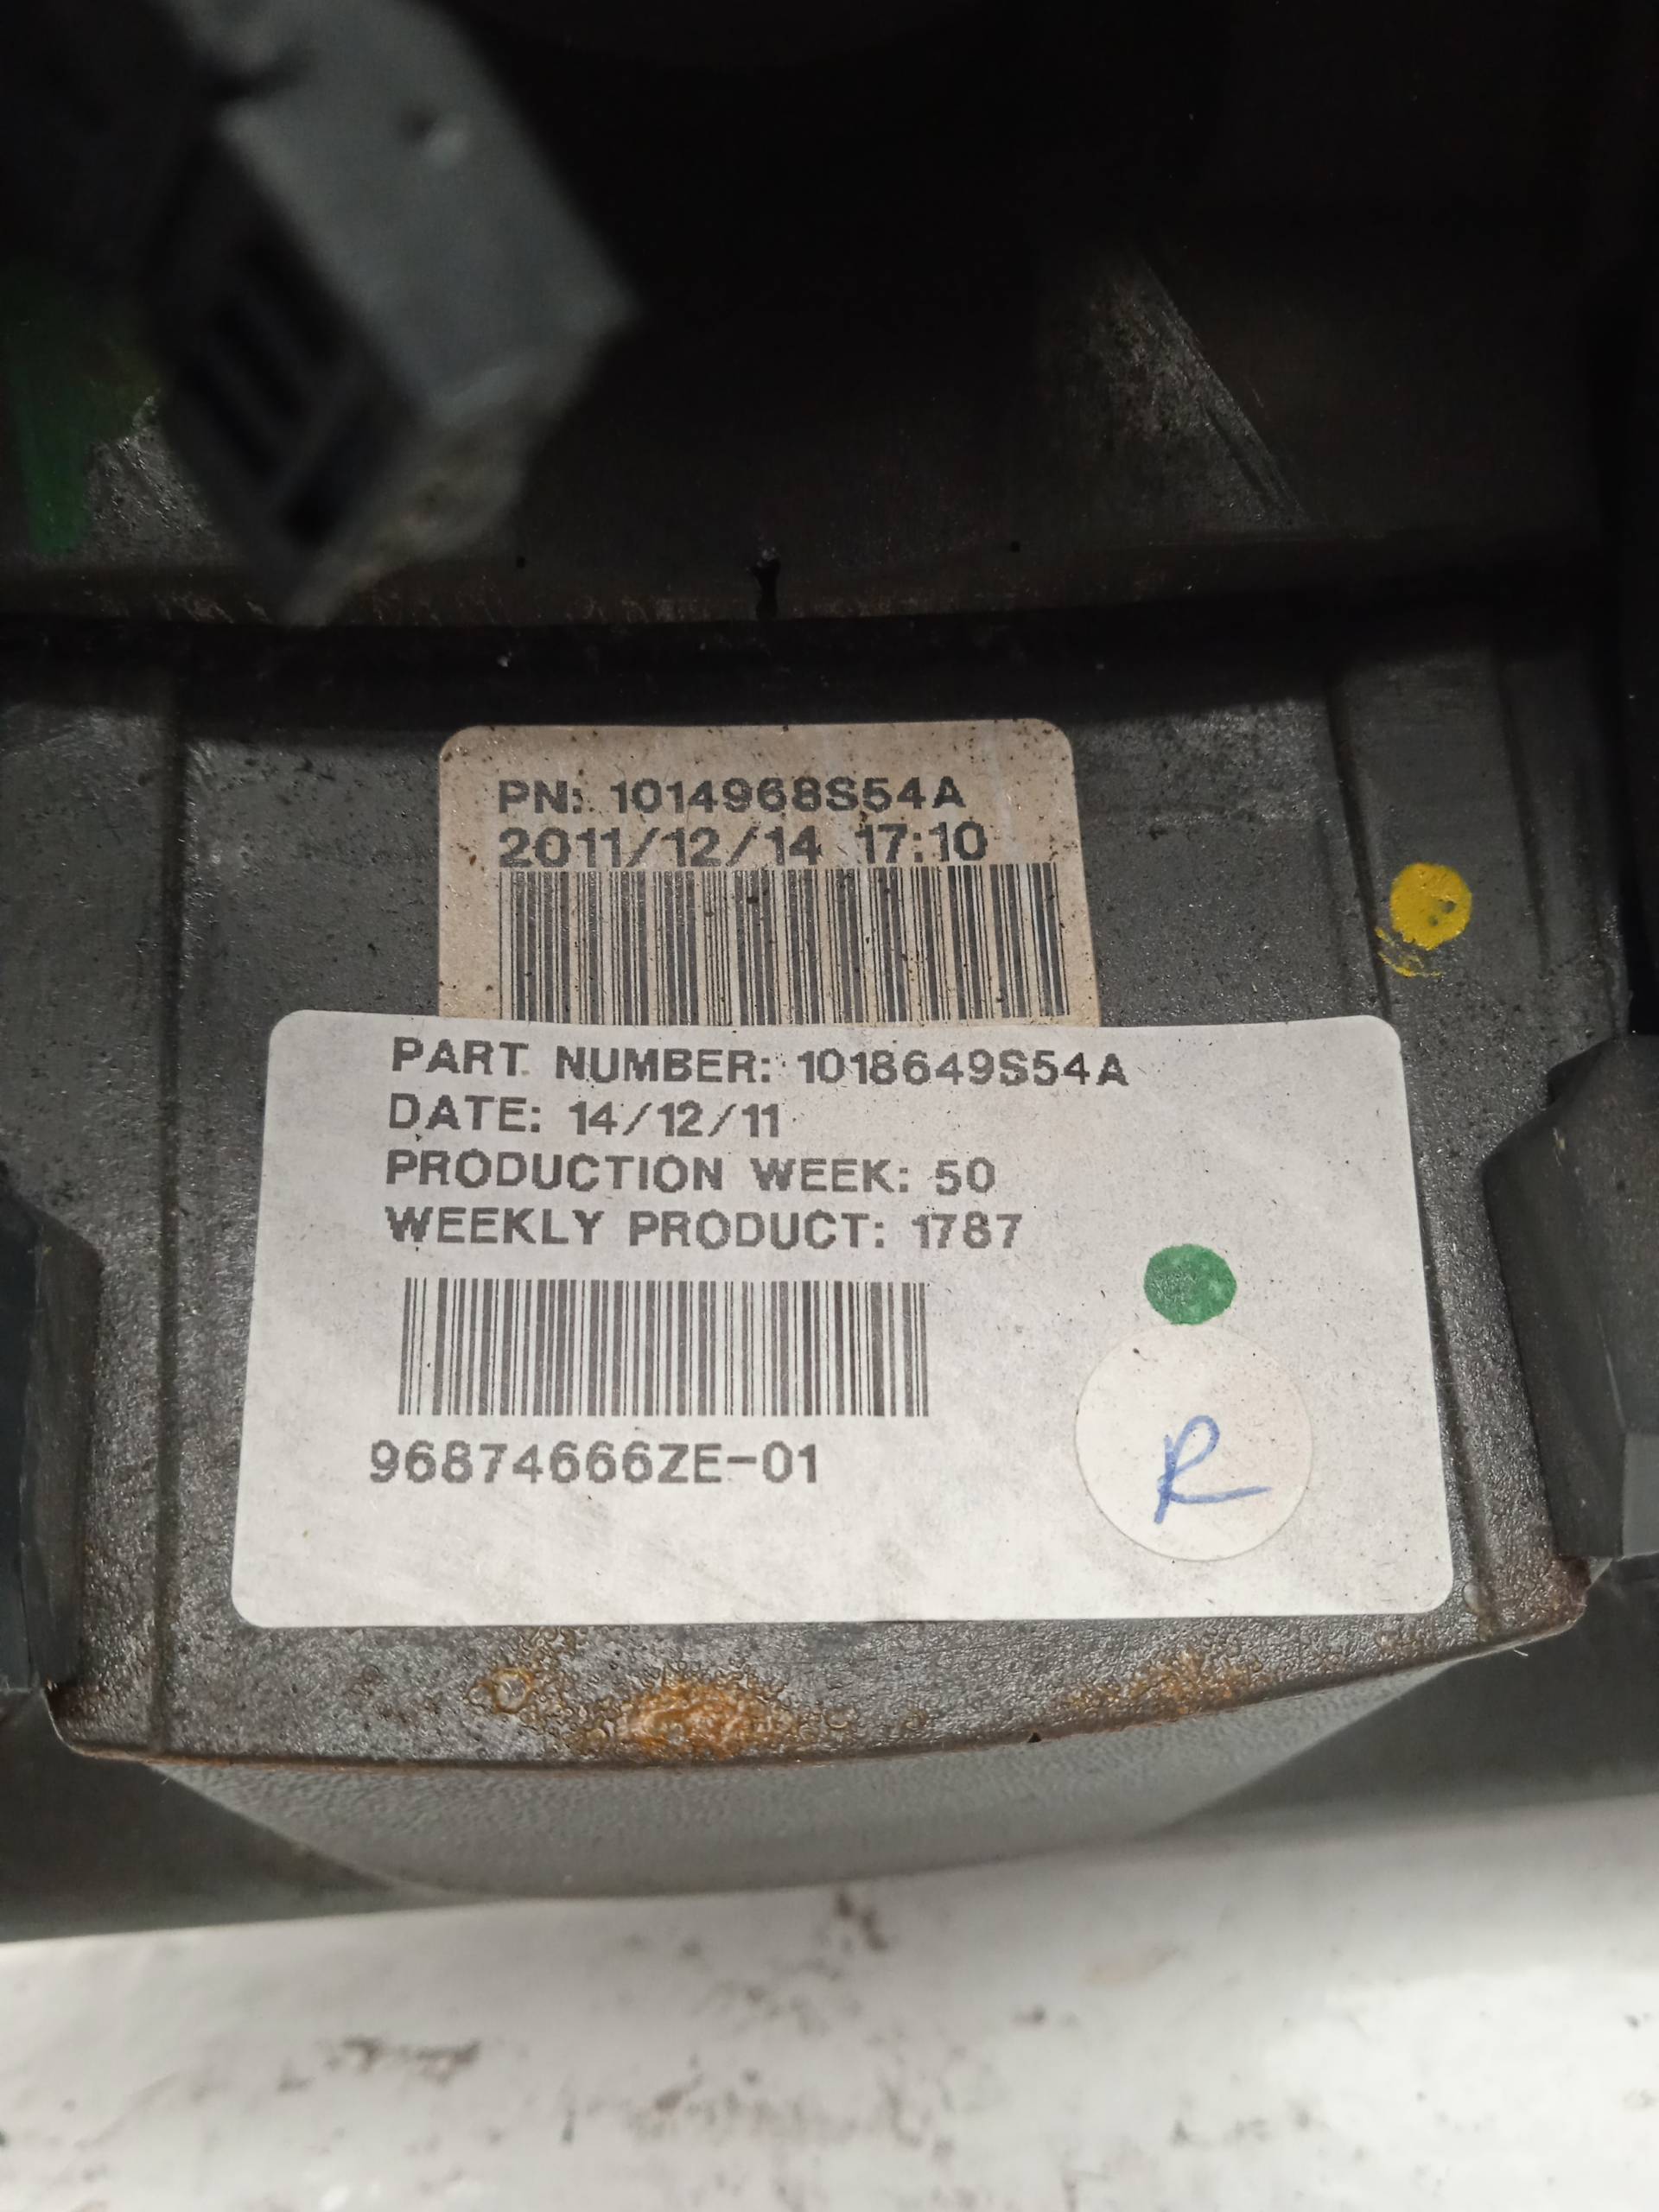 PN: 1014968S54A
2011/12/14 17:10
PART NUMBER: 1018649S54A
DATE: 14/12/11
PRODUCTION WEEK: 50
WEEKLY PRODUCT: 1787
96874666ZE-01
R